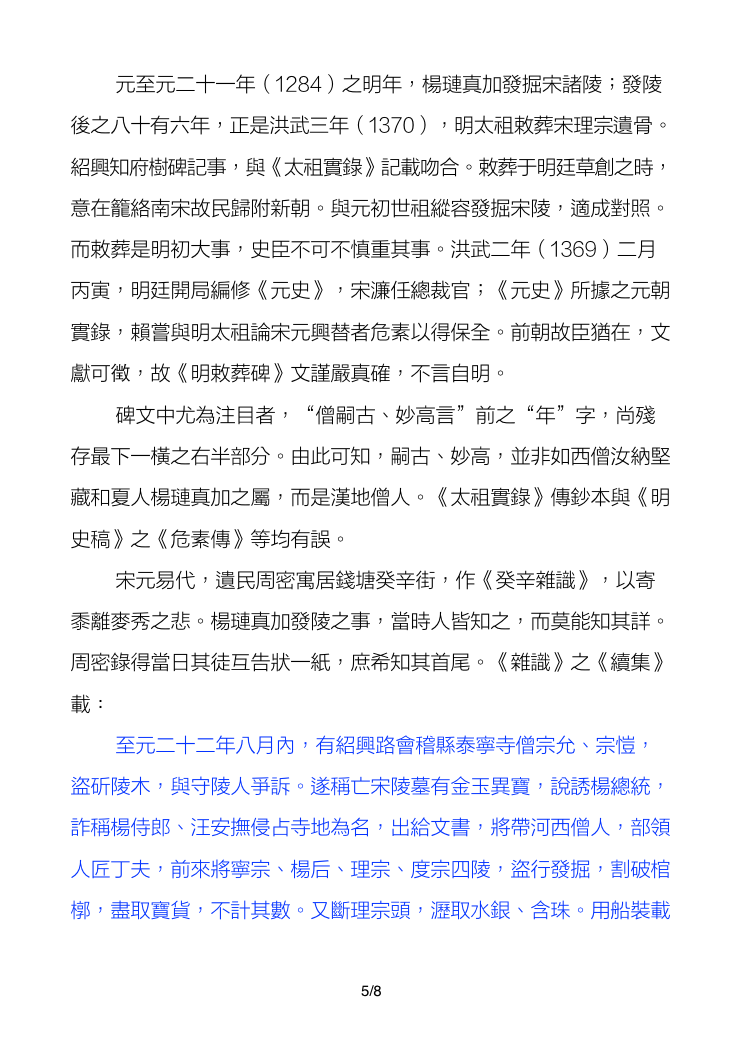 元至元二十一年（1284）之明年，楊璉真加發掘宋諸陵；發陵
後之八十有六年，正是洪武三年（1370），明太祖敕葬宋理宗遺骨。
紹興知府樹碑記事，與《太祖實錄》記載吻合。敕葬于明廷草創之時，
意在籠絡南宋故民歸附新朝。與元初世祖縱容發掘宋陵，適成對照。
而敕葬是明初大事，史臣不可不慎重其事。洪武二年（1369）二月
丙寅，明廷開局編修《元史》，宋濂任總裁官；《元史》所據之元朝
實錄，賴嘗與明太祖論宋元興替者危素以得保全。前朝故臣猶在，文
獻可徵，故《明敕葬碑》文謹嚴真確，不言自明。
碑文中尤為注目者，“僧嗣古、妙高言”前之“年”字，尚殘
存最下一橫之右半部分。由此可知，嗣古、妙高，並非如西僧汝納堅
藏和夏人楊璉真加之屬，而是漢地僧人。《太祖實錄》傳鈔本與《明
史稿》之《危素傳》等均有誤。
宋元易代，遺民周密寓居錢塘癸辛街，作《癸辛雜識》，以寄
黍離麥秀之悲。楊璉真加發陵之事，當時人皆知之，而莫能知其詳。
周密錄得當日其徒互告狀一紙，庶希知其首尾。《雜識》之《續集》
載：
至元二十二年八月內，有紹興路會稽縣泰寧寺僧宗允、宗愷，
盜斫陵木，與守陵人爭訴。遂稱亡宋陵墓有金玉異寶，說誘楊總統，
詐稱楊侍郎、汪安撫侵占寺地為名，出給文書，將帶河西僧人，部領
人匠丁夫，前來將寧宗、楊后、理宗、度宗四陵，盜行發掘，割破棺
槨，盡取寶貨，不計其數。又斷理宗頭，瀝取水銀、含珠。用船裝載
5/8